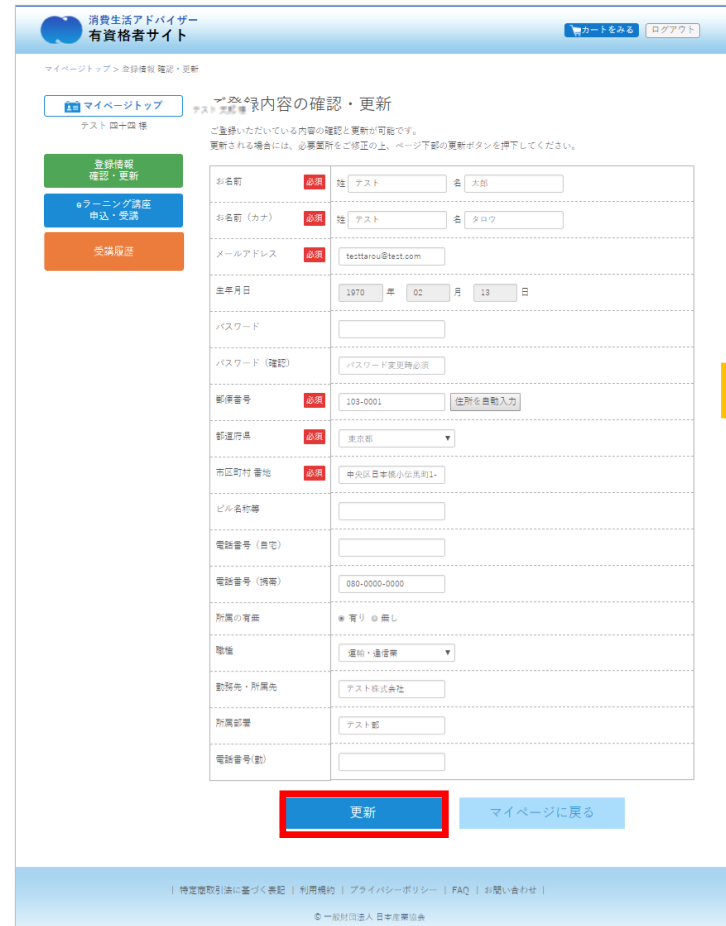 消費生活アドバイザー
有資格者サイト
カートをみる
ログアウト
マイページトップ > 登録情報 確認・更新
マイページトップ
テスト 四十四 様
登録情報
確認・更新
eラーニング講座
申込・受講
受講履歴
録内容の確認・更新
ご登録いただいている内容の確認と更新が可能です。
更新される場合には、必要箇所をご修正の上、ページ下部の更新ボタンを押下してください。
お名前 必須 姓 テスト 名 太郎
お名前(カナ) 必須 姓 テスト 名 タロウ
メールアドレス 必須 testtarou@test.com
生年月日 1970 年 02 月 13 日
パスワード
パスワード(確認) パスワード変更時必須
郵便番号 必須 103-0001 住所を自動入力
都道府県 必須 東京都 ▼
市区町村 番地 必須 中央区日本橋小伝馬町1-
ビル名称等
電話番号(自宅)
電話番号(携帯) 080-0000-0000
所属の有無 有り 無し
職種 運輸・通信業 ▼
勤務先・所属先 テスト株式会社
所属部署 テスト部
電話番号(勤)
更新
マイページに戻る
| 特定商取引法に基づく表記 | 利用規約 | プライバシーポリシー | FAQ | お問い合わせ |
© 一般財団法人 日本産業協会